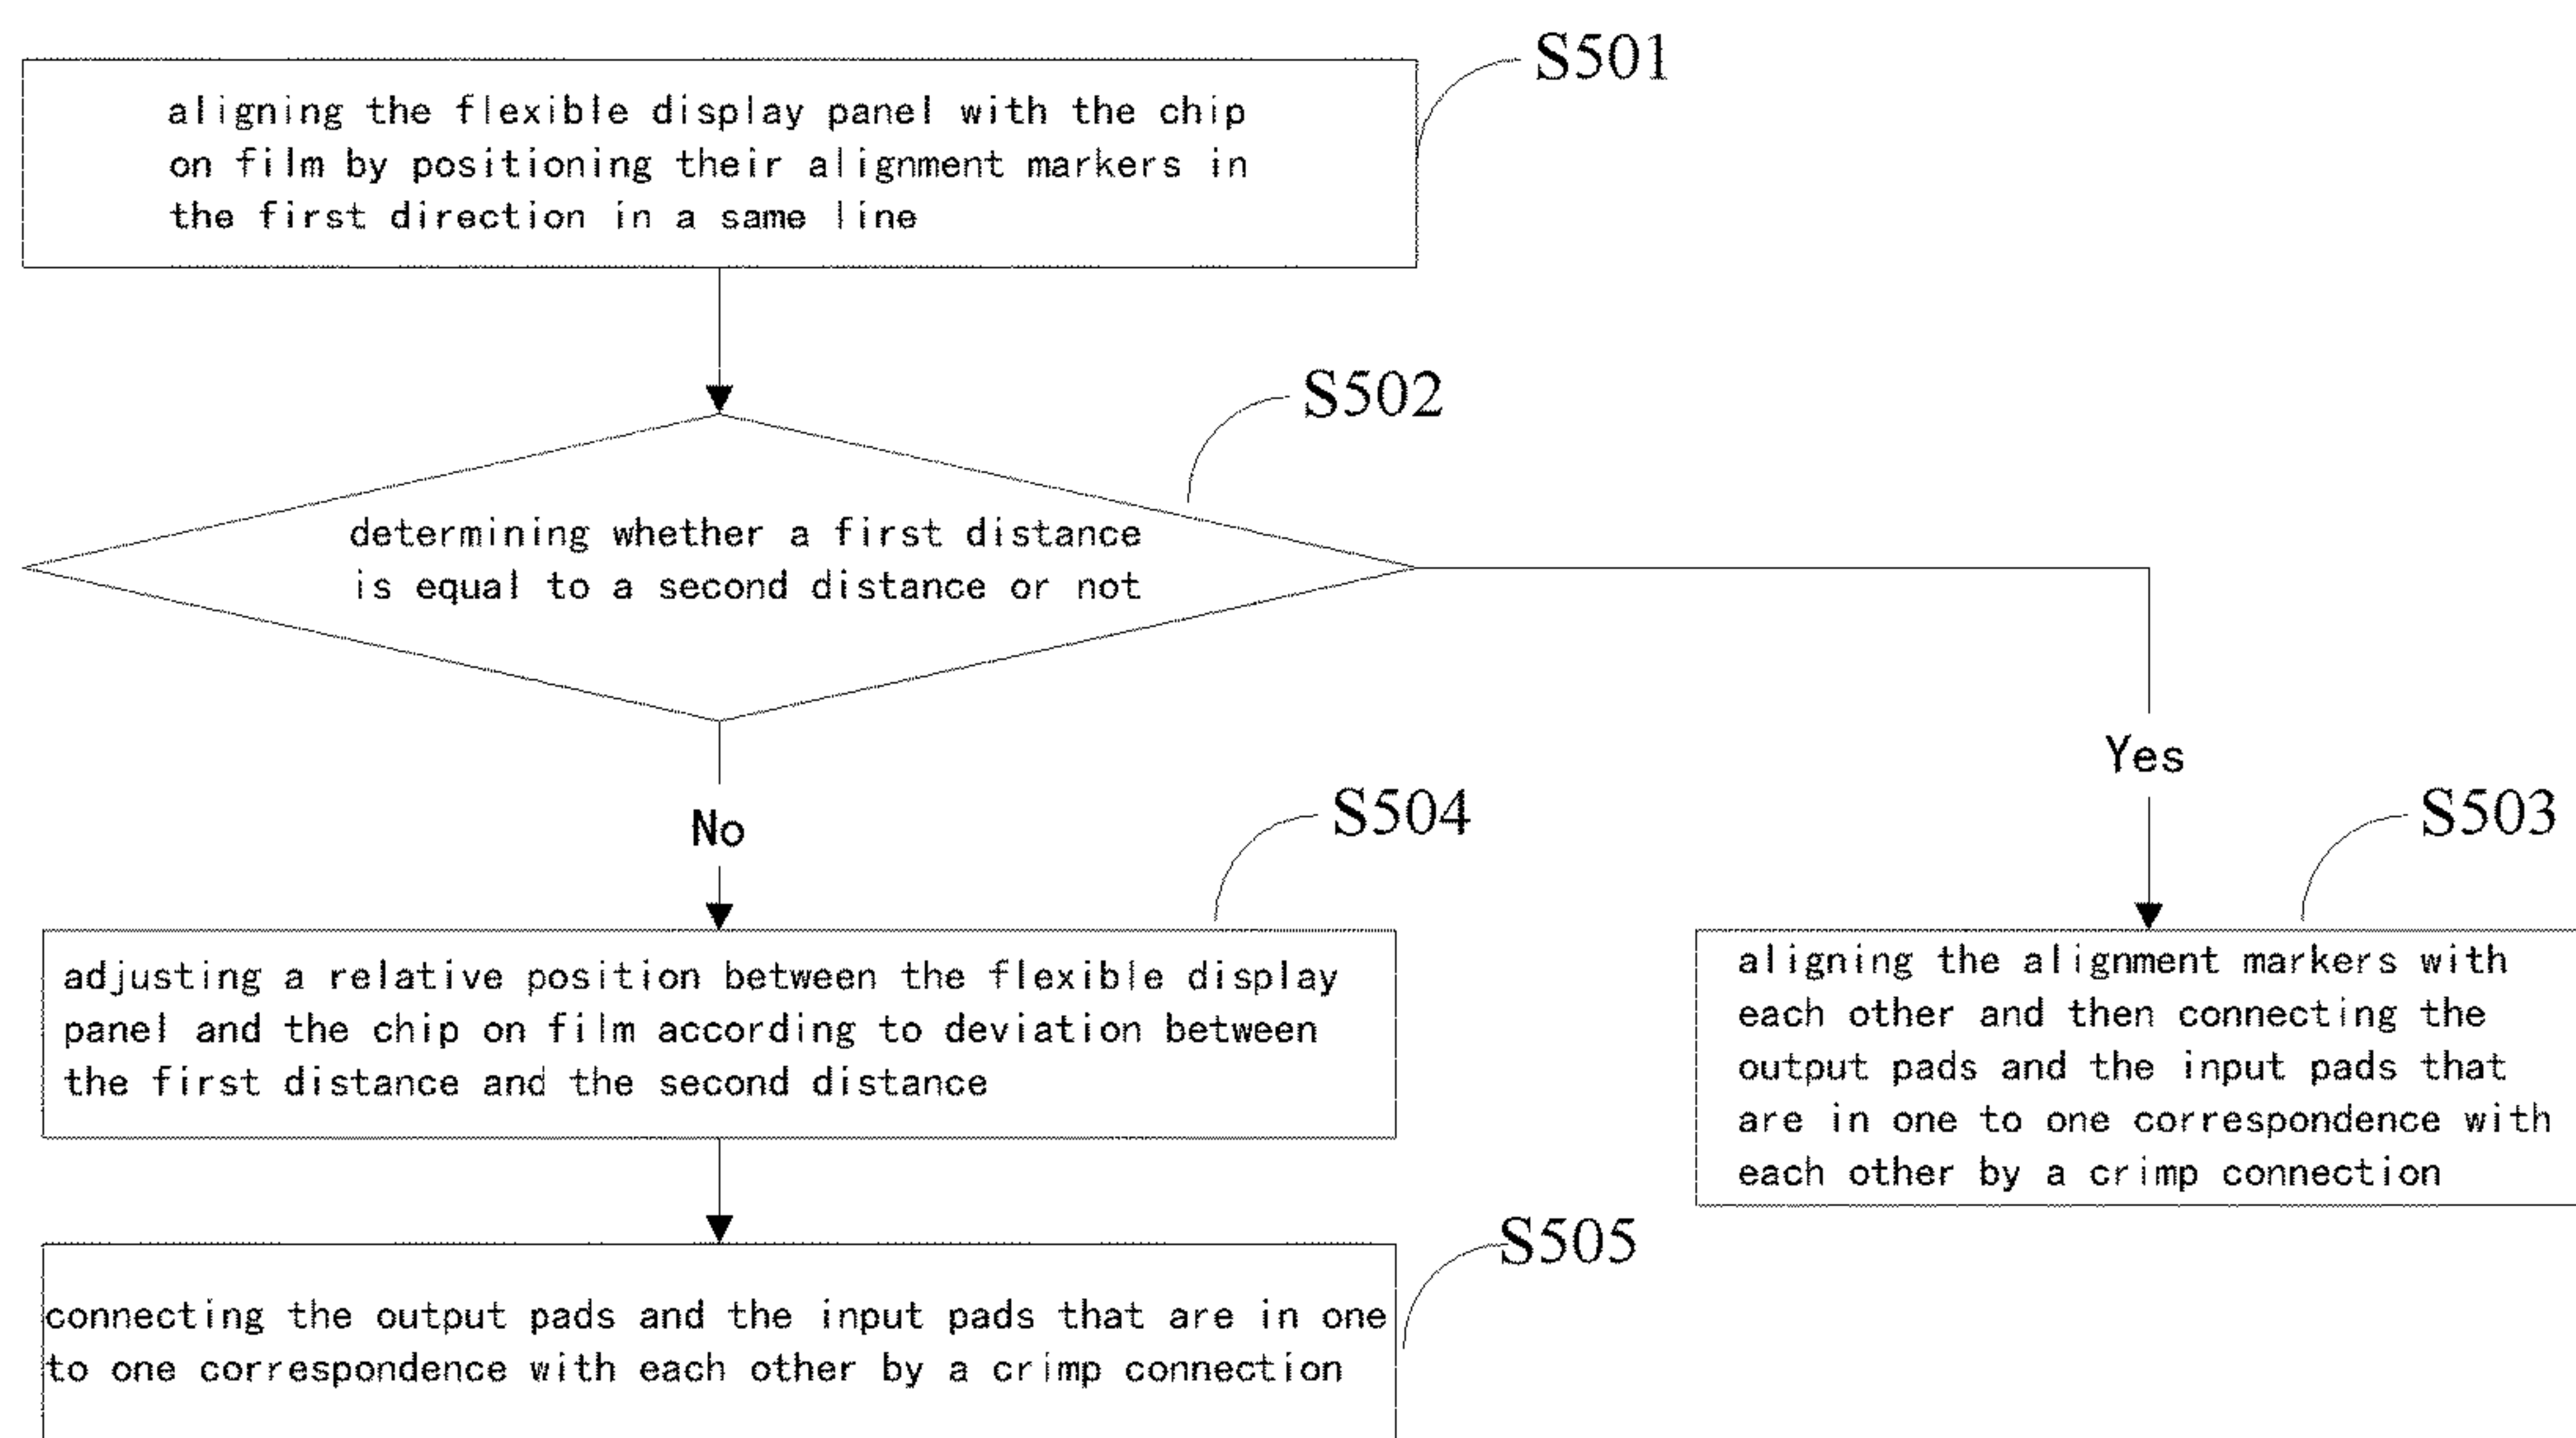 S501
aligning the flexible display panel with the chip
on film by positioning their alignment markers in
the first direction in a same line
S502
determining whether a first distance
is equal to a second distance or not
Yes
No
S504
S503
adjusting a relative position between the flexible display
panel and the chip on film according to deviation between
the first distance and the second distance
aligning the alignment markers with
each other and then connecting the
output pads and the input pads that
are in one to one correspondence with
each other by a crimp connection
S505
connecting the output pads and the input pads that are in one
to one correspondence with each other by a crimp connection